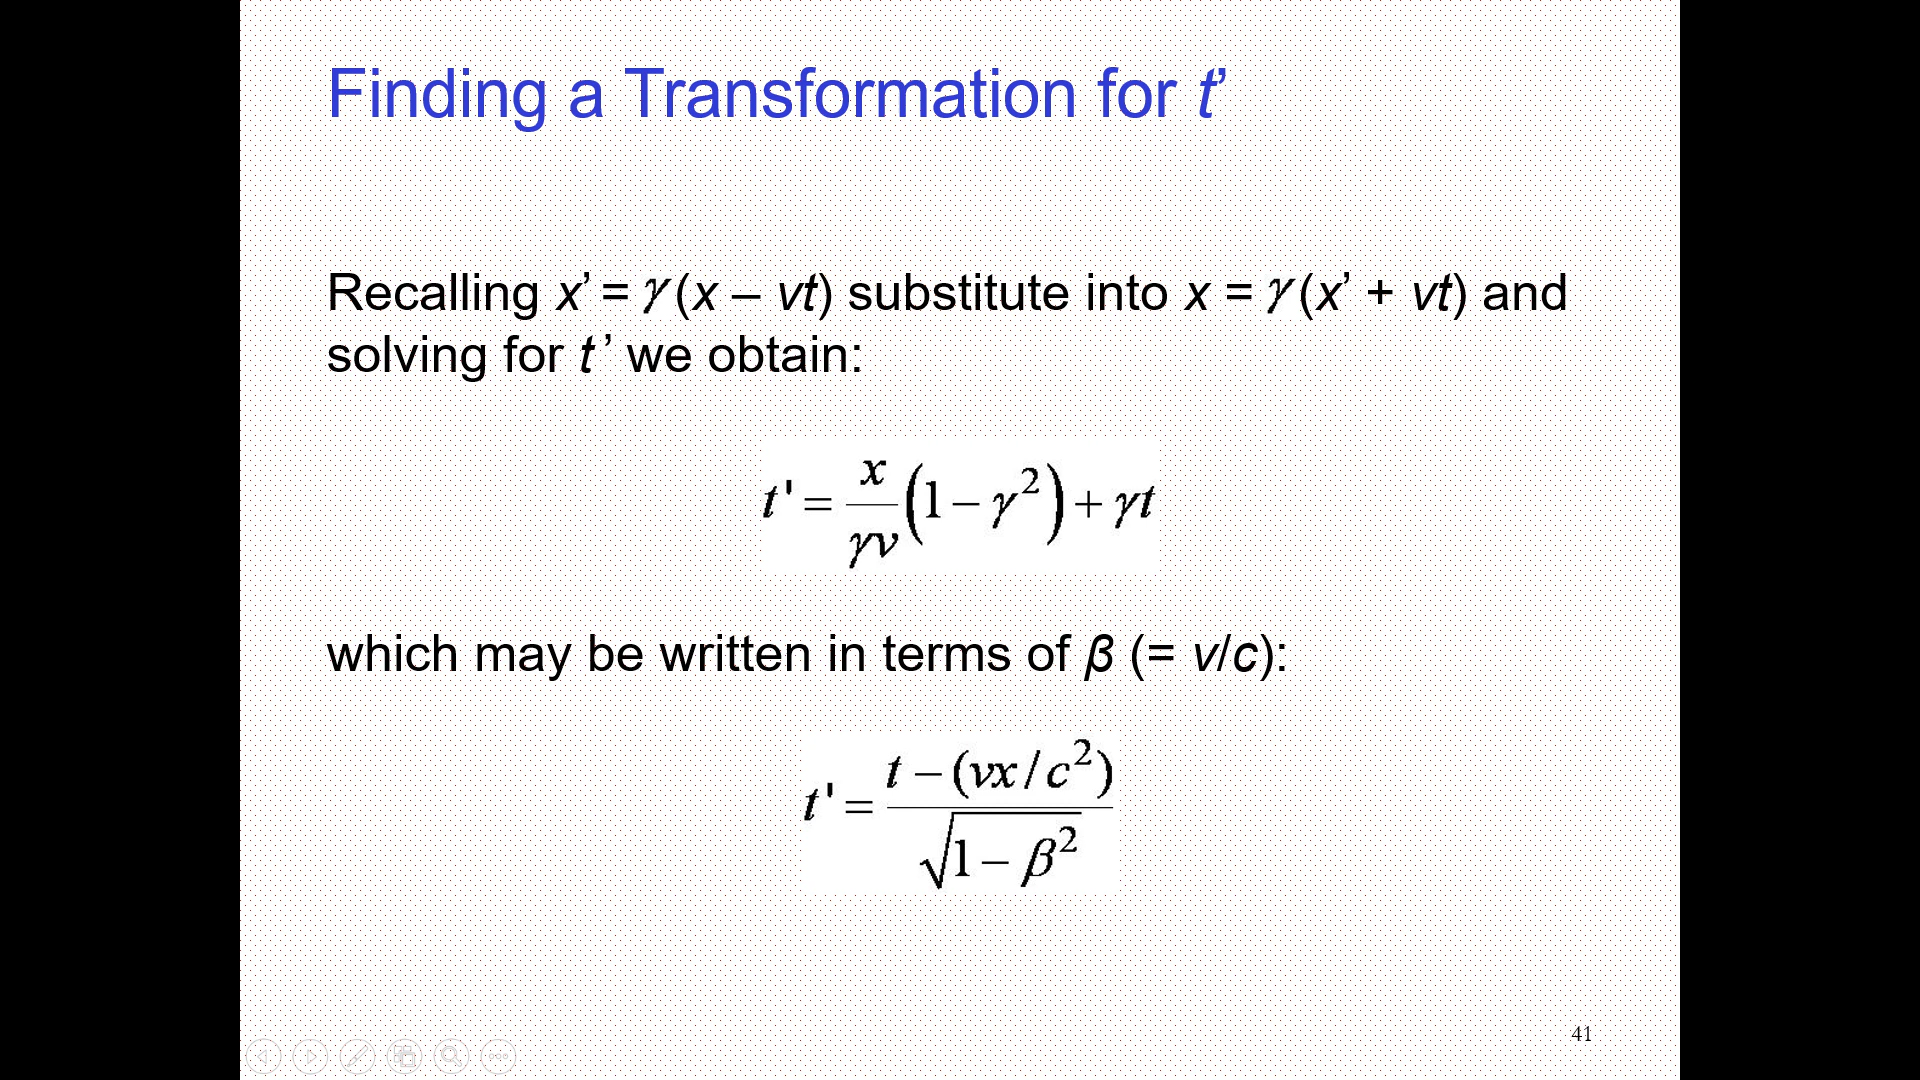 Finding a Transformation for t’
Recalling x’ = γ (x – vt) substitute into x = γ (x’ + vt) and
solving for t ’ we obtain:
t' = x/γv (1 − γ²) + γt
which may be written in terms of β (= v/c):
t' = t − (vx/c²) / √1 − β²
41